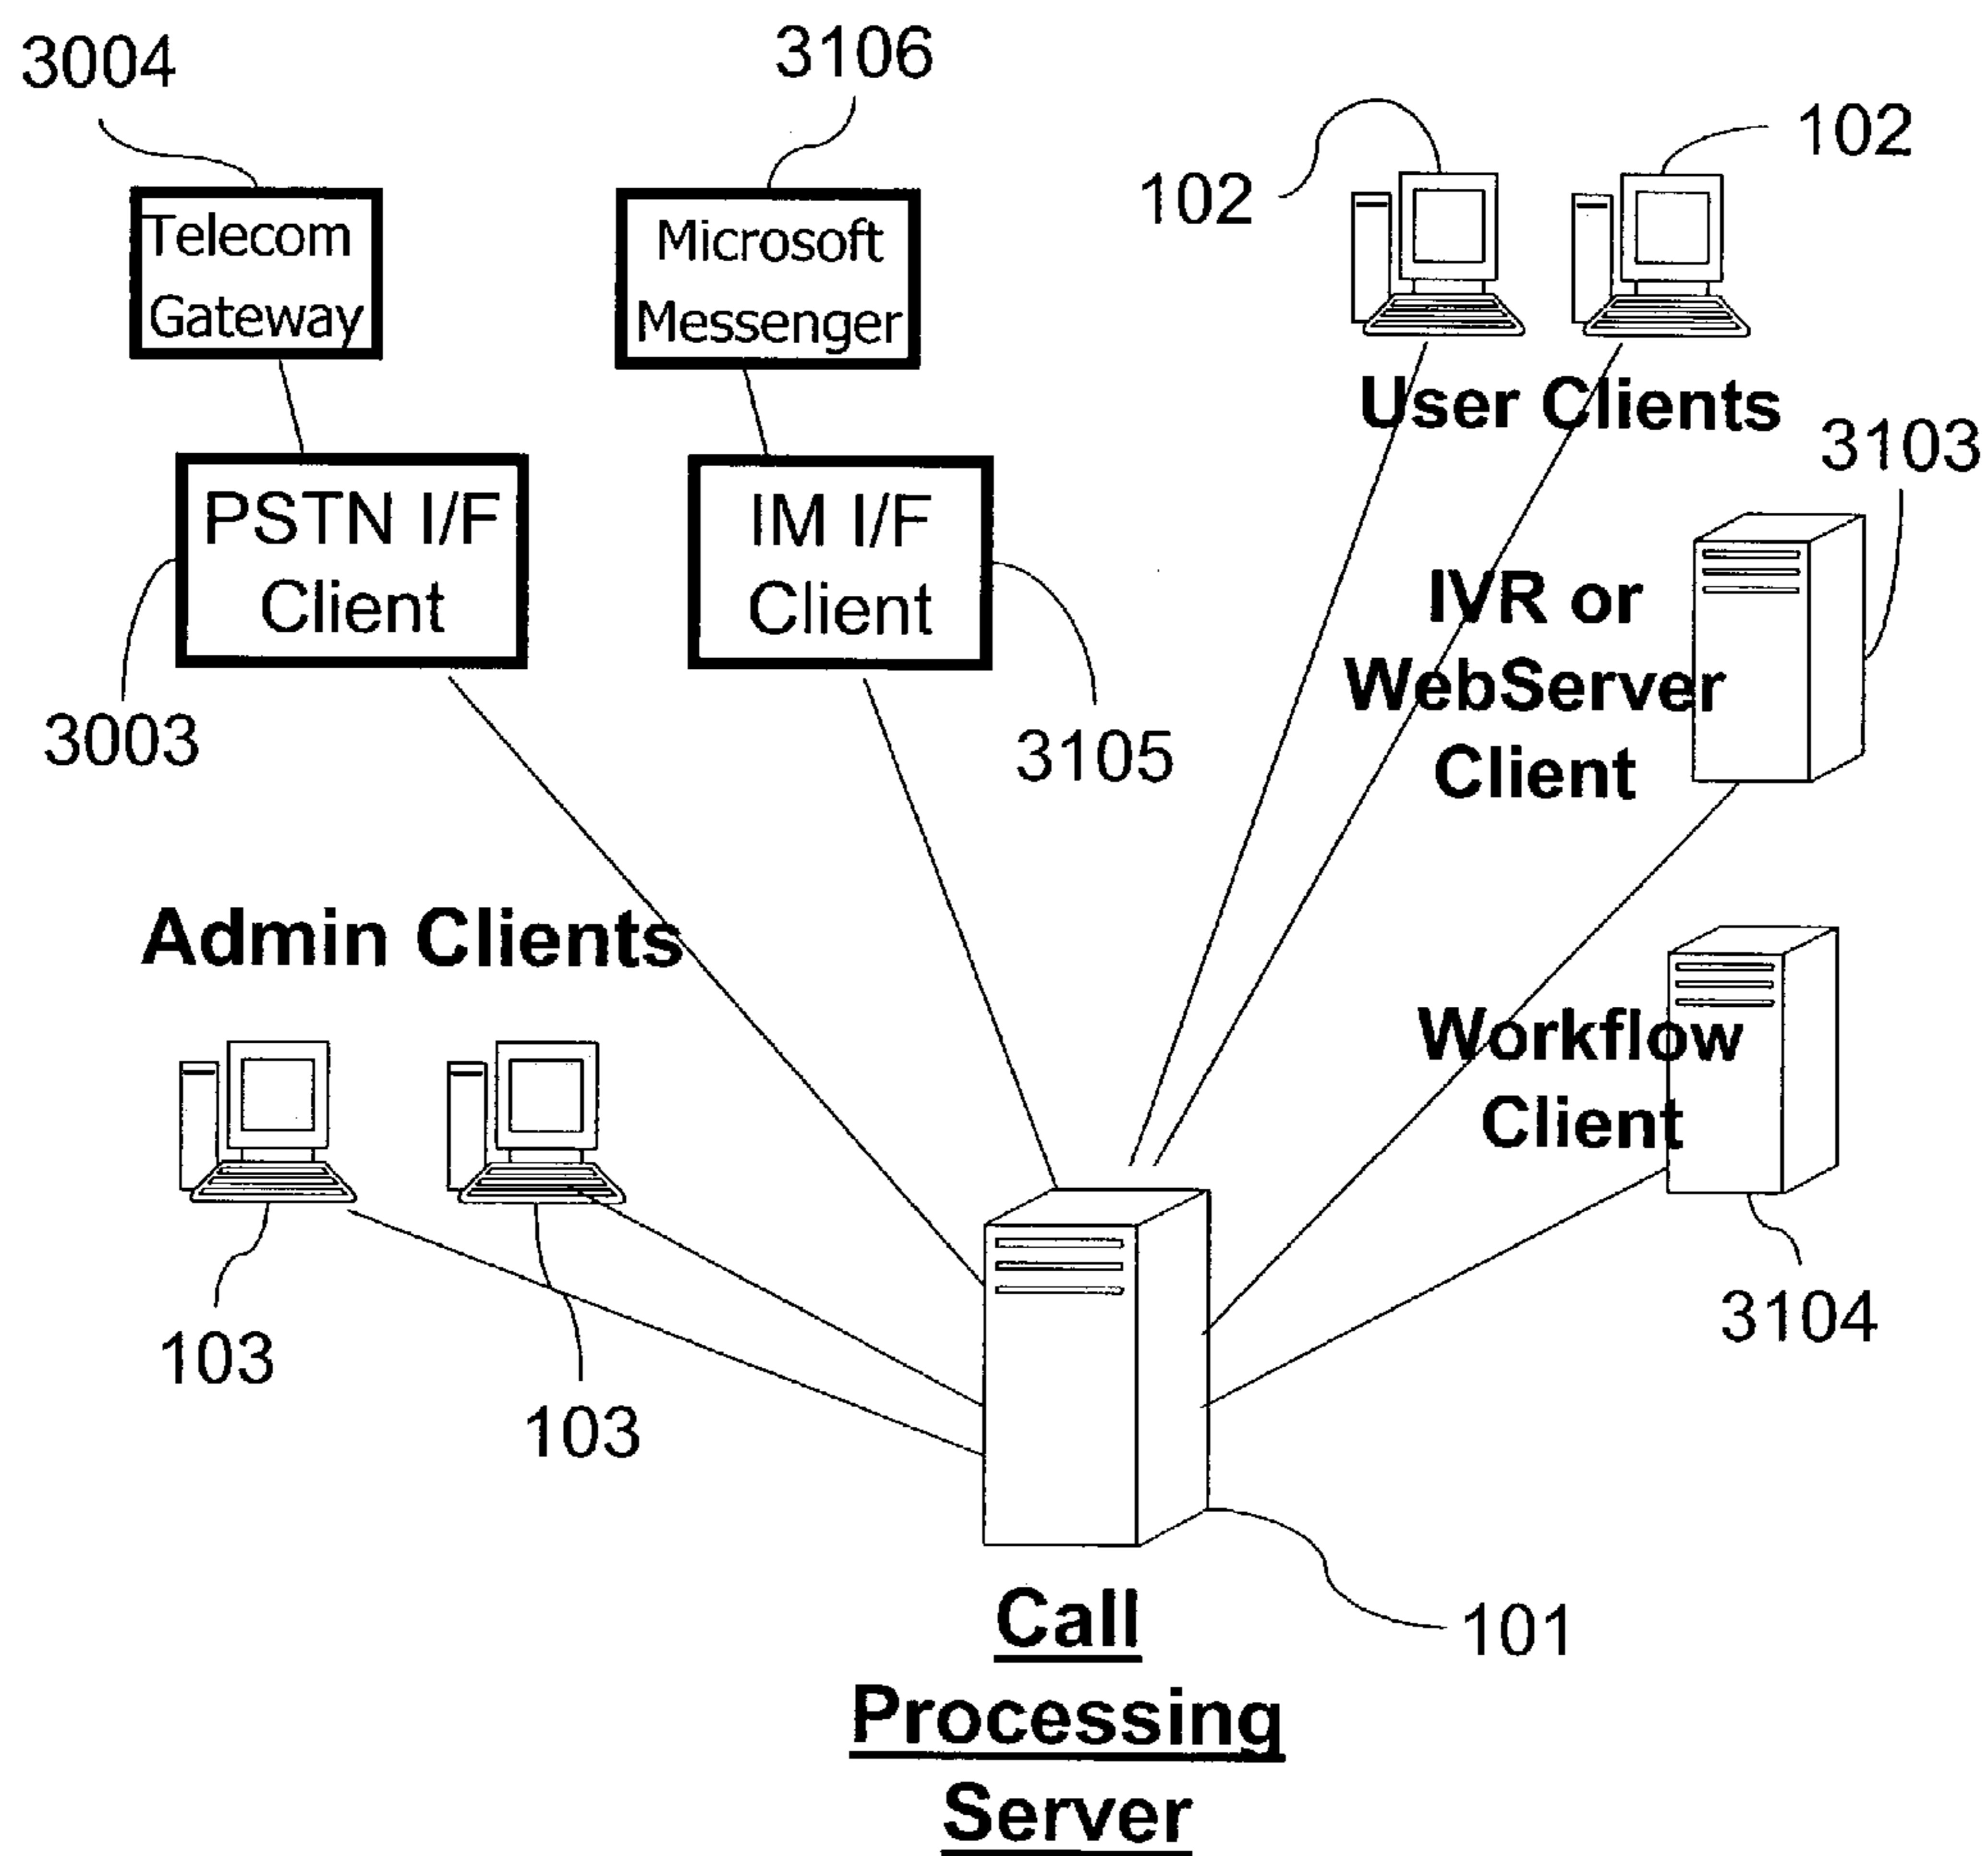 3004
3106
102
102
Telecom
Gateway
Microsoft
Messenger
User Clients
3103
PSTN I/F
Client
IM I/F
Client
IVR or
WebServer
Client
3003
3105
Admin Clients
Workflow
Client
103
103
3104
101
Call
Processing
Server